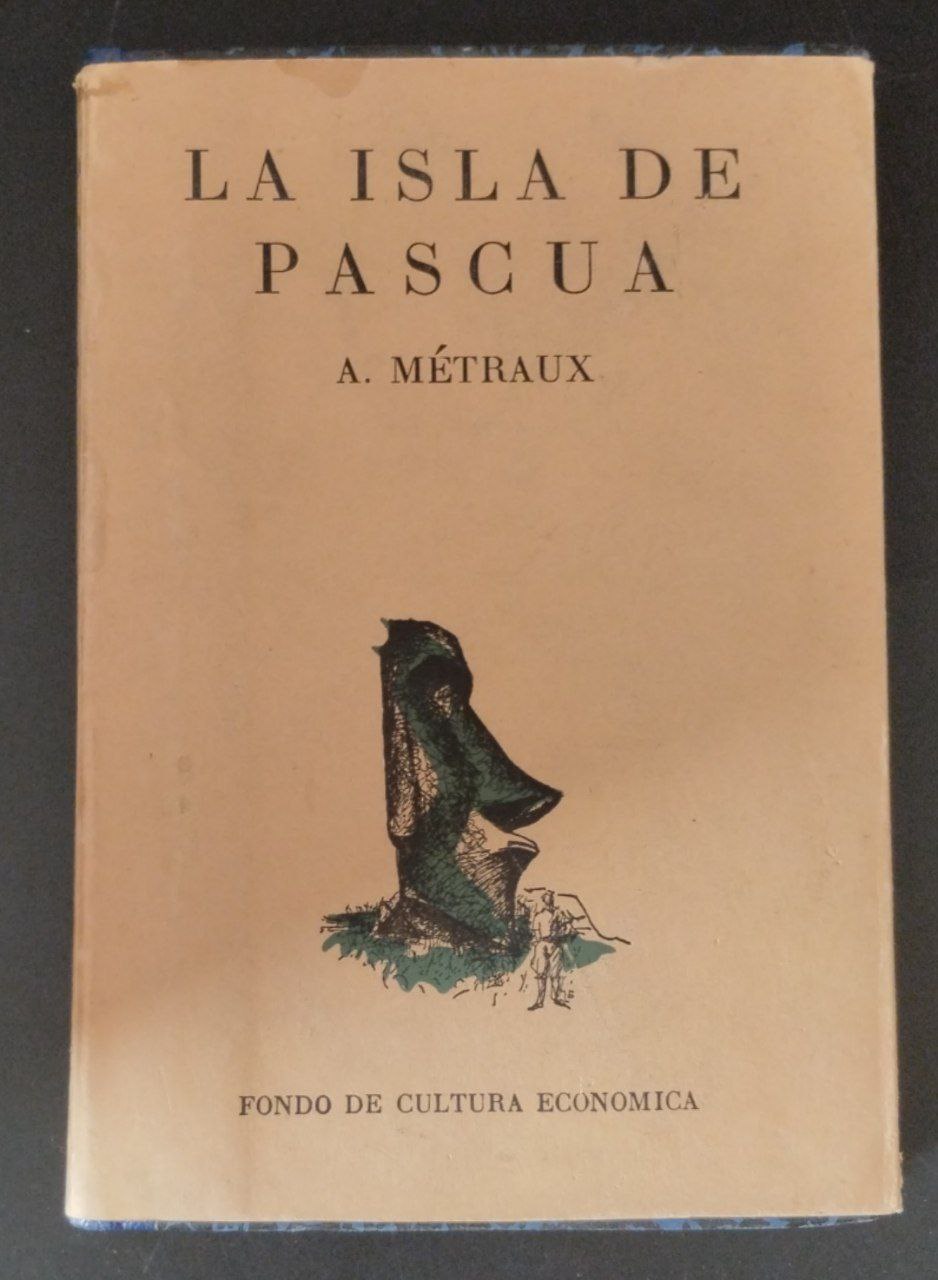 LA ISLA DE
PASCUA
A. MÉTRAUX
FONDO DE CULTURA ECONOMICA